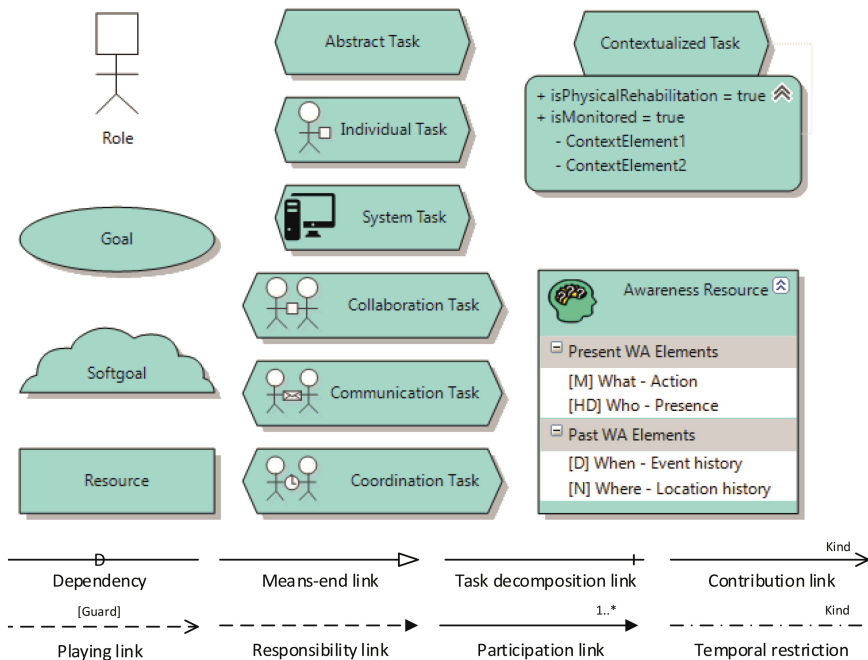 Role
Goal
Softgoal
Resource
Abstract Task
Individual Task
System Task
Collaboration Task
Communication Task
Coordination Task
Contextualized Task
+ isPhysicalRehabilitation = true
+ isMonitored = true
- ContextElement1
- ContextElement2
Awareness Resource
Present WA Elements
[M] What - Action
[HD] Who - Presence
Past WA Elements
[D] When - Event history
[N] Where - Location history
D
Dependency
Means-end link
Task decomposition link
Kind
Contribution link
[Guard]
Playing link
Responsibility link
1..*
Participation link
Kind
Temporal restriction